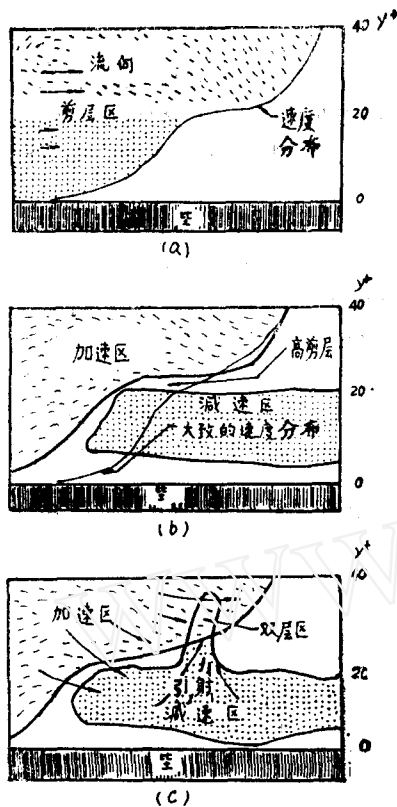 40 y⁺
流向
剪层区
20
速度
分布
0
壁
(a)
40
加速区
高剪层
20
减速区
大致的速度分布
0
壁
(b)
y⁺
40
加速区
双层区
20
引射
减速区
0
壁
(c)